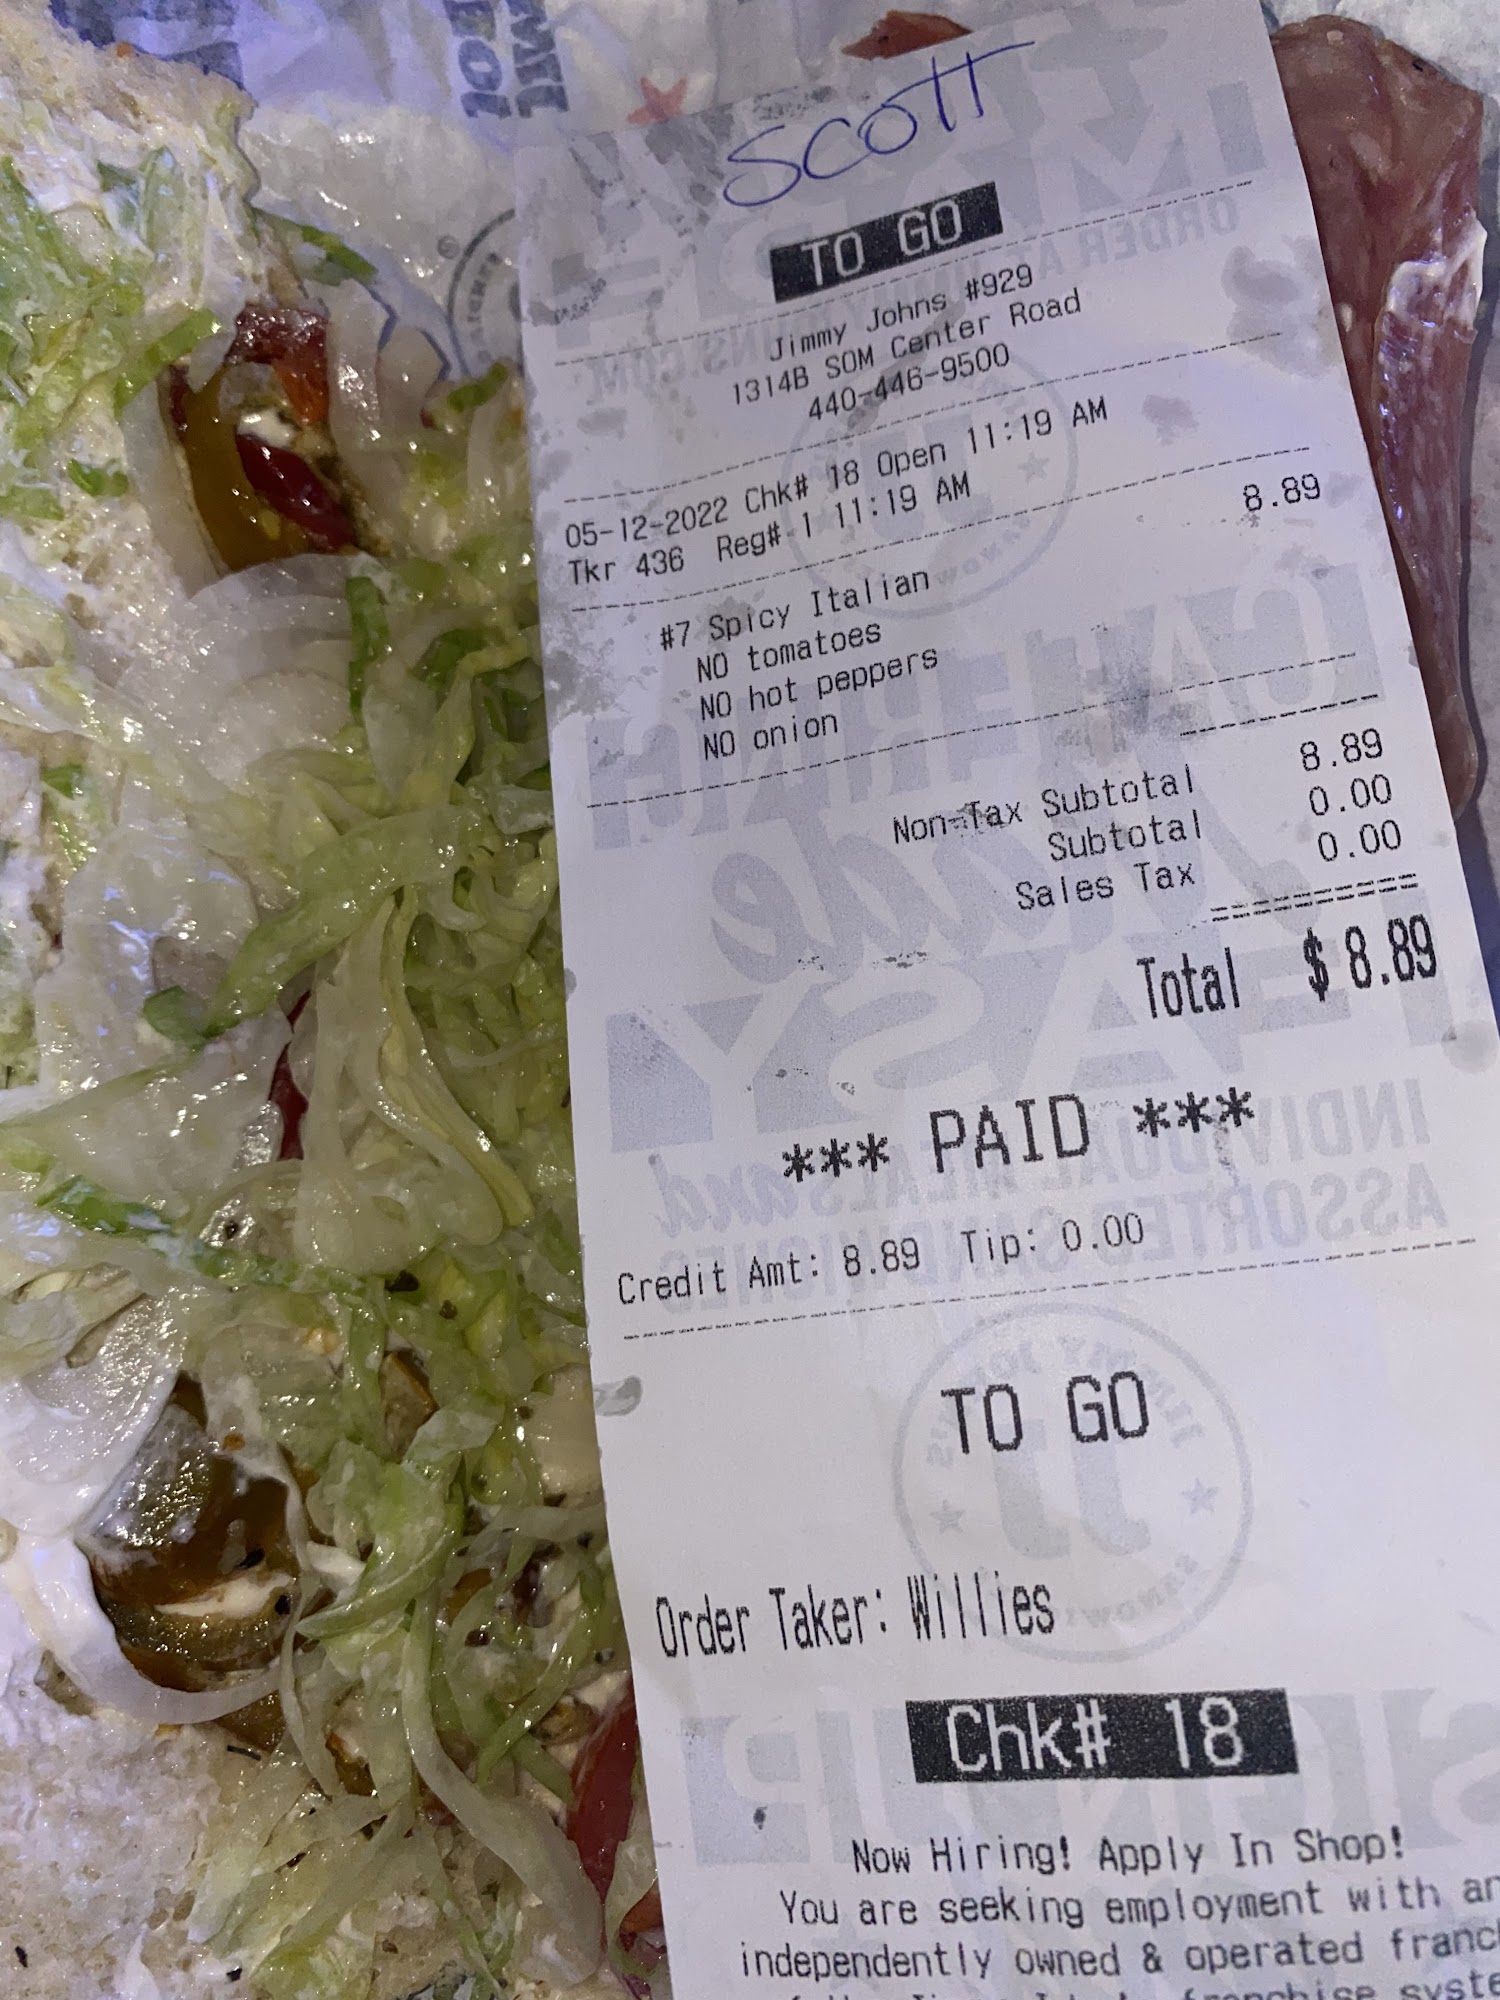 SCOTT
TO GO
Jimmy Johns #929
1314B SOM Center Road
440-446-9500
05-12-2022 Chk# 18 Open 11:19 AM
Tkr 436 Reg# 1 11:19 AM
#7 Spicy Italian 8.89
NO tomatoes
NO hot peppers
NO onion
Non-Tax Subtotal 8.89
Subtotal 0.00
Sales Tax 0.00
Total $ 8.89
*** PAID ***
Credit Amt: 8.89 Tip: 0.00
TO GO
Order Taker: Willies
Chk# 18
Now Hiring! Apply In Shop!
You are seeking employment with an
independently owned & operated franc